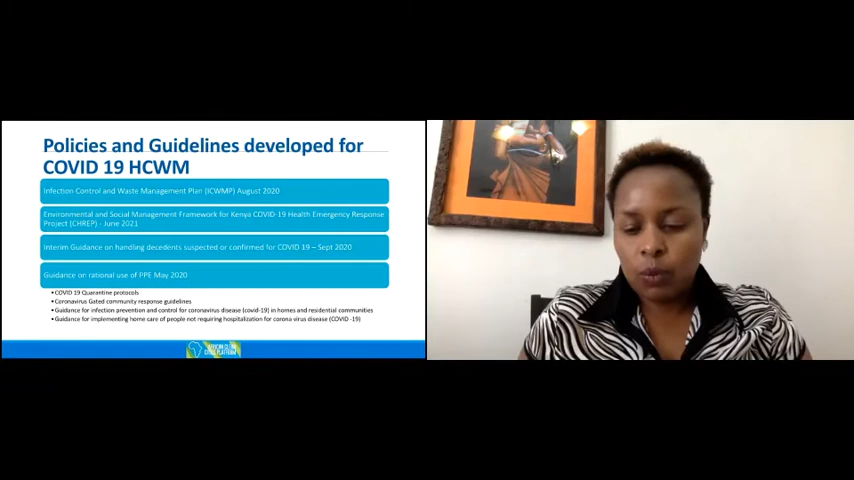 Policies and Guidelines developed for
COVID 19 HCWM
Infection Control and Waste Management Plan (ICWMP) August 2020
Environmental and Social Management Framework for Kenya COVID-19 Health Emergency Response
Project (CHREP) - June 2021
Interim Guidance on handling decedents suspected or confirmed for COVID 19 – Sept 2020
Guidance on rational use of PPE May 2020
• COVID 19 Quarantine protocols
• Coronavirus Gated community response guidelines
• Guidance for infection prevention and control for coronavirus disease (covid-19) in homes and residential communities
• Guidance for implementing home care of people not requiring hospitalization for corona virus disease (COVID -19)
AFRICAN CLEAN
CITIES PLATFORM